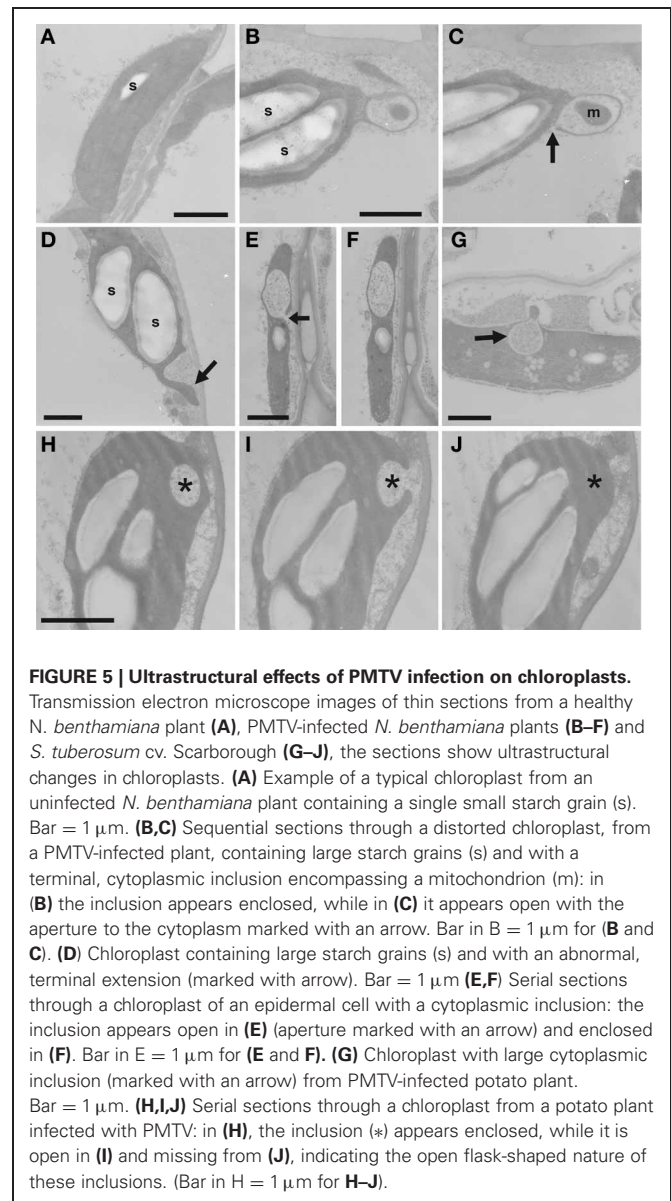 A
s
B
s
s
C
m
D
s
s
E
F
G
H
*
I
*
J
*
FIGURE 5 | Ultrastructural effects of PMTV infection on chloroplasts.
Transmission electron microscope images of thin sections from a healthy
N. benthamiana plant (A), PMTV-infected N. benthamiana plants (B–F) and
S. tuberosum cv. Scarborough (G–J), the sections show ultrastructural
changes in chloroplasts. (A) Example of a typical chloroplast from an
uninfected N. benthamiana plant containing a single small starch grain (s).
Bar = 1 μm. (B,C) Sequential sections through a distorted chloroplast, from
a PMTV-infected plant, containing large starch grains (s) and with a
terminal, cytoplasmic inclusion encompassing a mitochondrion (m): in
(B) the inclusion appears enclosed, while in (C) it appears open with the
aperture to the cytoplasm marked with an arrow. Bar in B = 1 μm for (B and
C). (D) Chloroplast containing large starch grains (s) and with an abnormal,
terminal extension (marked with arrow). Bar = 1 μm (E,F) Serial sections
through a chloroplast of an epidermal cell with a cytoplasmic inclusion: the
inclusion appears open in (E) (aperture marked with an arrow) and enclosed
in (F). Bar in E = 1 μm for (E and F). (G) Chloroplast with large cytoplasmic
inclusion (marked with an arrow) from PMTV-infected potato plant.
Bar = 1 μm. (H,I,J) Serial sections through a chloroplast from a potato plant
infected with PMTV: in (H), the inclusion (*) appears enclosed, while it is
open in (I) and missing from (J), indicating the open flask-shaped nature of
these inclusions. (Bar in H = 1 μm for H–J).